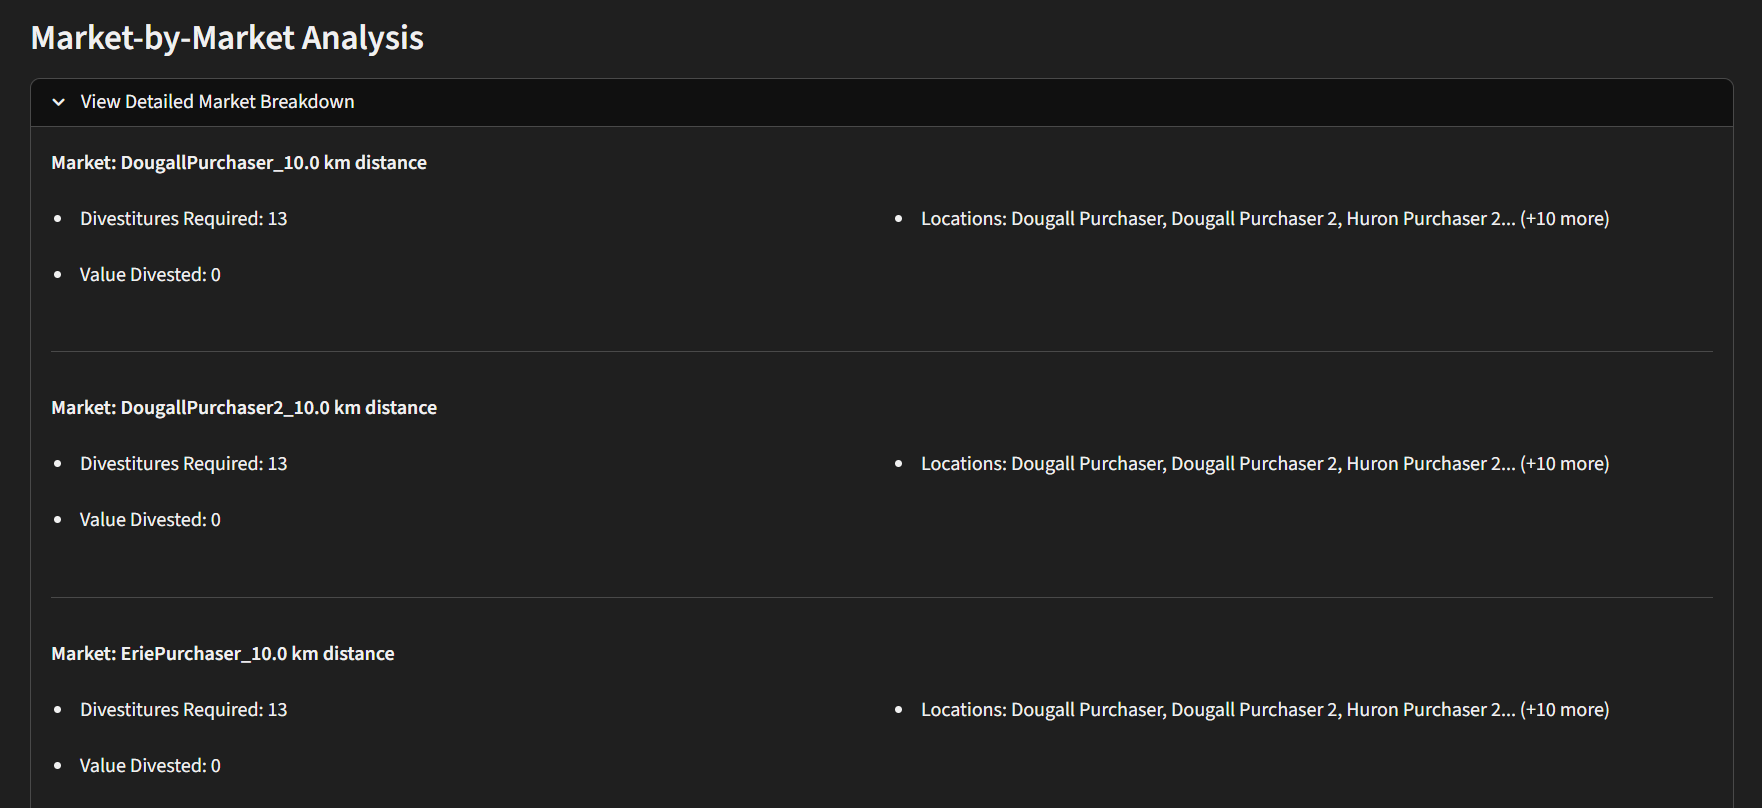 Market-by-Market Analysis
View Detailed Market Breakdown
Market: DougallPurchaser_10.0 km distance
Divestitures Required: 13
Locations: Dougall Purchaser, Dougall Purchaser 2, Huron Purchaser 2... (+10 more)
Value Divested: 0
Market: DougallPurchaser2_10.0 km distance
Divestitures Required: 13
Locations: Dougall Purchaser, Dougall Purchaser 2, Huron Purchaser 2... (+10 more)
Value Divested: 0
Market: EriePurchaser_10.0 km distance
Divestitures Required: 13
Locations: Dougall Purchaser, Dougall Purchaser 2, Huron Purchaser 2... (+10 more)
Value Divested: 0